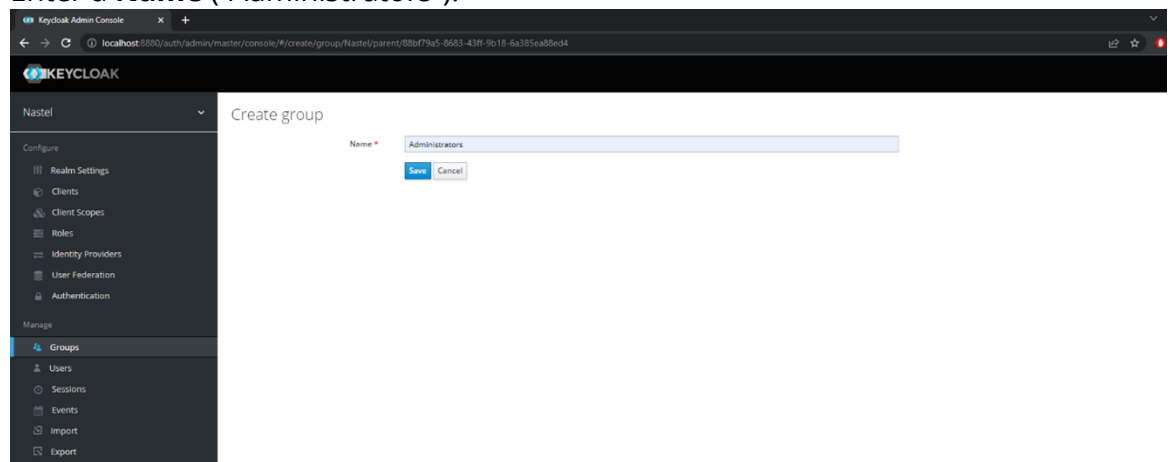 Enter a Name ("Administrators").
Keycloak Admin Console
localhost:8880/auth/admin/master/console/#/create/group/Nastel/parent/88bf79a5-8683-43ff-9b18-6a385ea88ed4
KEYCLOAK
Nastel
Create group
Name *
Administrators
Save Cancel
Configure
Realm Settings
Clients
Client Scopes
Roles
Identity Providers
User Federation
Authentication
Manage
Groups
Users
Sessions
Events
Import
Export